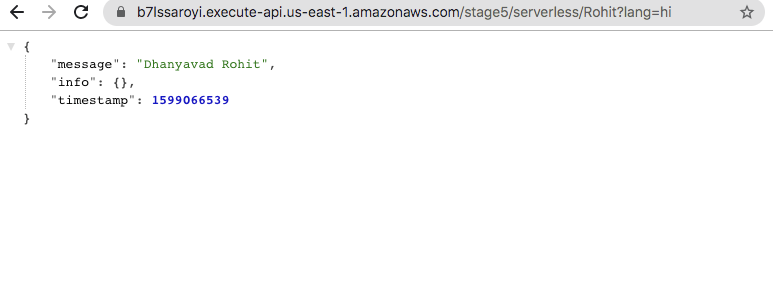 b7lssaroyi.execute-api.us-east-1.amazonaws.com/stage5/serverless/Rohit?lang=hi
{
"message": "Dhanyavad Rohit",
"info": {},
"timestamp": 1599066539
}